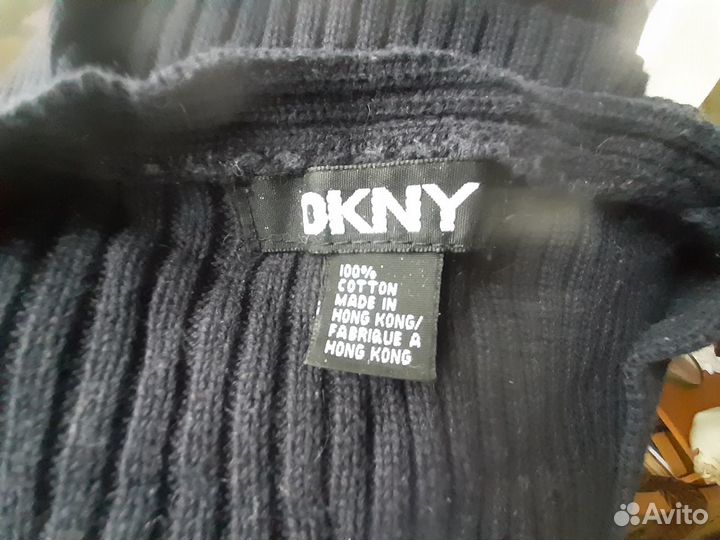 DKNY
100%
COTTON
MADE IN
HONG KONG/
FABRIQUE A
HONG KONG
Avito